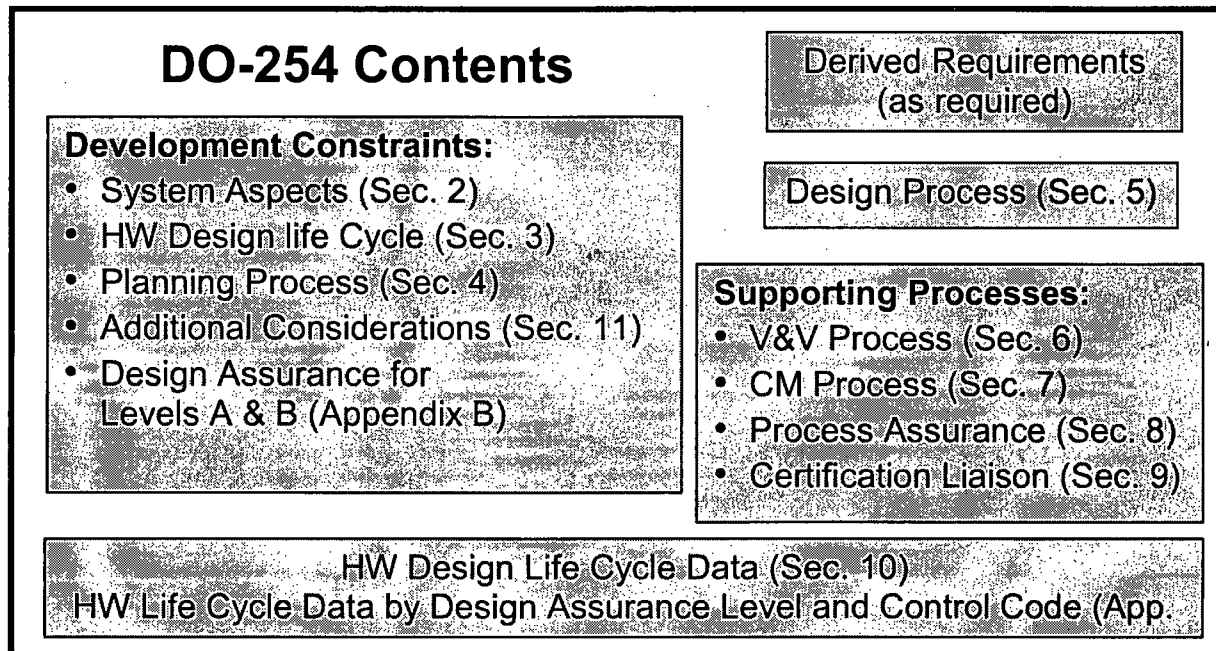 DO-254 Contents
Derived Requirements
(as required)
Development Constraints:
• System Aspects (Sec. 2)
• HW Design life Cycle (Sec. 3)
• Planning Process (Sec. 4)
• Additional Considerations (Sec. 11)
• Design Assurance for
Levels A & B (Appendix B)
Design Process (Sec. 5)
Supporting Processes:
• V&V Process (Sec. 6)
• CM Process (Sec. 7)
• Process Assurance (Sec. 8)
• Certification Liaison (Sec. 9)
HW Design Life Cycle Data (Sec. 10)
HW Life Cycle Data by Design Assurance Level and Control Code (App.